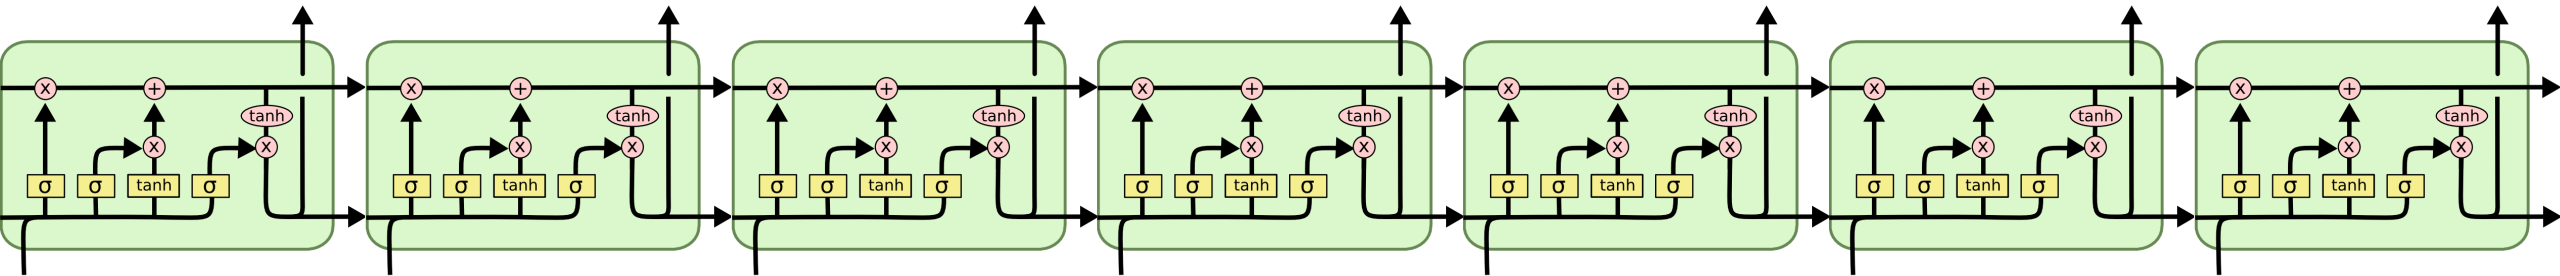 x + x + x + x + x + x + x +
tanh tanh tanh tanh tanh tanh tanh
x x x x x x x x x x x x x x
σ σ tanh σ σ σ tanh σ σ σ tanh σ σ σ tanh σ σ σ tanh σ σ σ tanh σ σ σ tanh σ